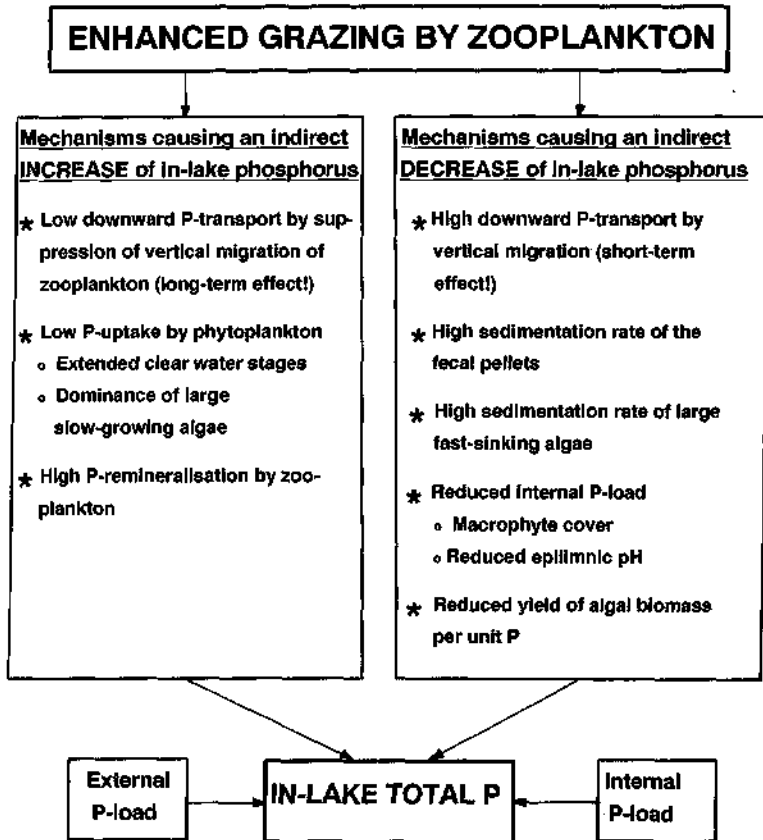 ENHANCED GRAZING BY ZOOPLANKTON
Mechanisms causing an indirect
INCREASE of in-lake phosphorus
* Low downward P-transport by sup-
pression of vertical migration of
zooplankton (long-term effect!)
* Low P-uptake by phytoplankton
o Extended clear water stages
o Dominance of large
slow-growing algae
* High P-remineralisation by zoo-
plankton
Mechanisms causing an indirect
DECREASE of in-lake phosphorus
* High downward P-transport by
vertical migration (short-term
effect!)
* High sedimentation rate of the
fecal pellets
* High sedimentation rate of large
fast-sinking algae
* Reduced internal P-load
o Macrophyte cover
o Reduced epilimnic pH
* Reduced yield of algal biomass
per unit P
External
P-load
IN-LAKE TOTAL P
Internal
P-load